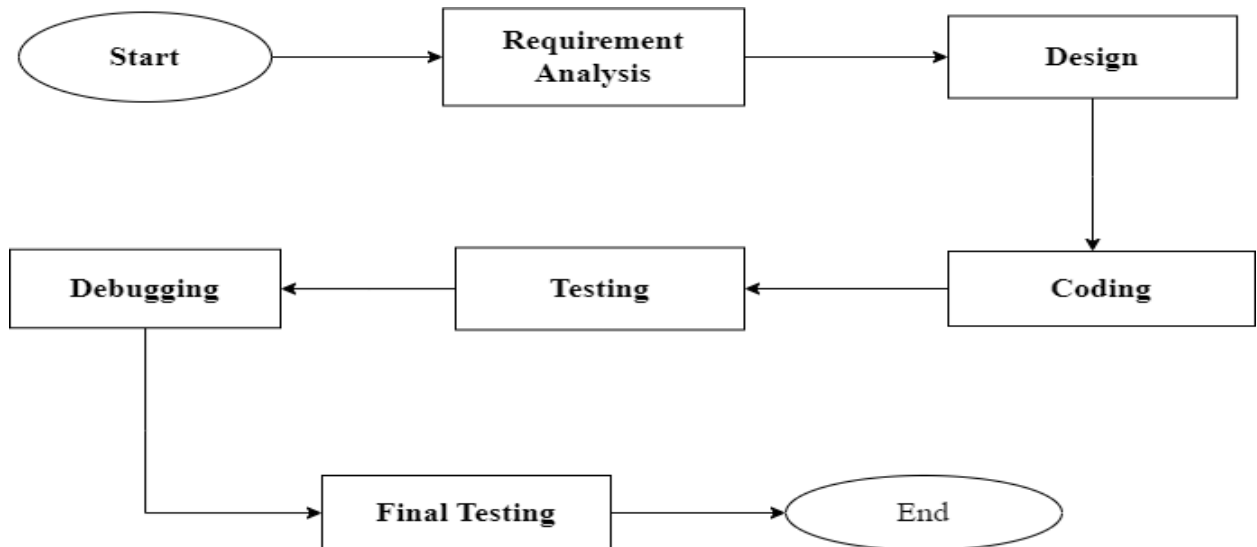 Start
Requirement
Analysis
Design
Coding
Testing
Debugging
Final Testing
End